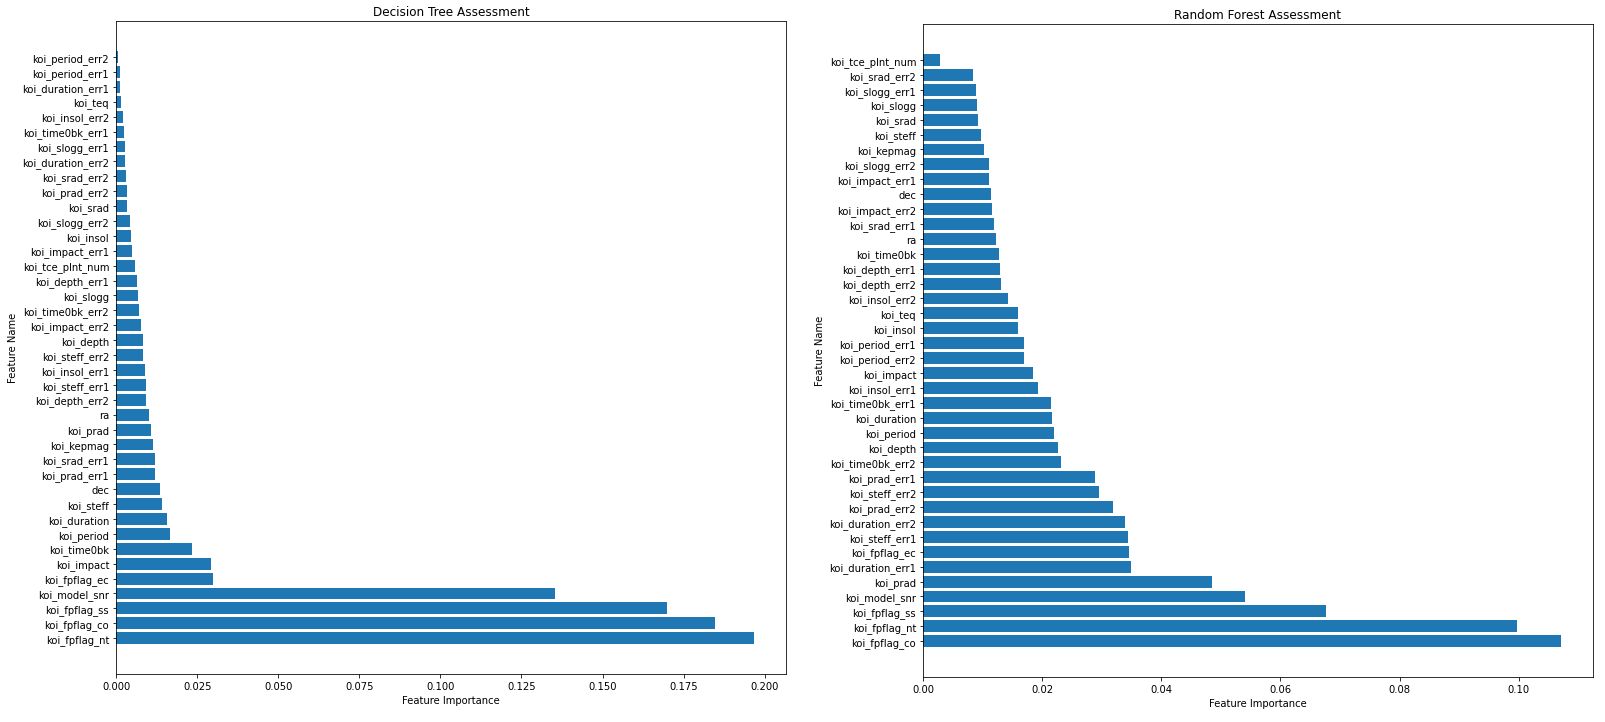 Decision Tree Assessment
Feature Name
koi_period_err2
koi_period_err1
koi_duration_err1
koi_teq
koi_insol_err2
koi_time0bk_err1
koi_slogg_err1
koi_duration_err2
koi_srad_err2
koi_prad_err2
koi_srad
koi_slogg_err2
koi_insol
koi_impact_err1
koi_tce_plnt_num
koi_depth_err1
koi_slogg
koi_time0bk_err2
koi_impact_err2
koi_depth
koi_steff_err2
koi_insol_err1
koi_steff_err1
koi_depth_err2
ra
koi_prad
koi_kepmag
koi_srad_err1
koi_prad_err1
dec
koi_steff
koi_duration
koi_period
koi_time0bk
koi_impact
koi_fpflag_ec
koi_model_snr
koi_fpflag_ss
koi_fpflag_co
koi_fpflag_nt
0.000 0.025 0.050 0.075 0.100 0.125 0.150 0.175 0.200
Feature Importance
Random Forest Assessment
Feature Name
koi_tce_plnt_num
koi_srad_err2
koi_slogg_err1
koi_slogg
koi_srad
koi_steff
koi_kepmag
koi_slogg_err2
koi_impact_err1
dec
koi_impact_err2
koi_srad_err1
ra
koi_time0bk
koi_depth_err1
koi_depth_err2
koi_insol_err2
koi_teq
koi_insol
koi_period_err1
koi_period_err2
koi_impact
koi_insol_err1
koi_time0bk_err1
koi_duration
koi_period
koi_depth
koi_time0bk_err2
koi_prad_err1
koi_steff_err2
koi_prad_err2
koi_duration_err2
koi_steff_err1
koi_fpflag_ec
koi_duration_err1
koi_prad
koi_model_snr
koi_fpflag_ss
koi_fpflag_nt
koi_fpflag_co
0.00 0.02 0.04 0.06 0.08 0.10
Feature Importance